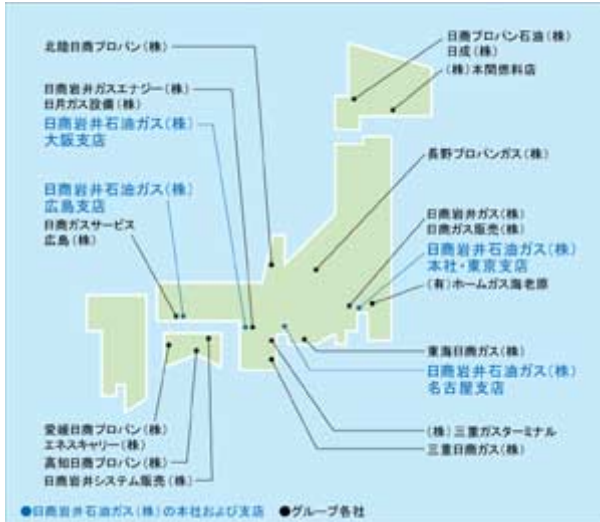 北陸日商プロパン(株)
日商岩井ガスエナジー(株)
日月ガス設備(株)
日商岩井石油ガス(株)
大阪支店
日商岩井石油ガス(株)
広島支店
日商ガスサービス
広島(株)
日商プロパン石油(株)
日成(株)
(株)本間燃料店
長野プロパンガス(株)
日商岩井ガス(株)
日商ガス販売(株)
日商岩井石油ガス(株)
本社・東京支店
(有)ホームガス海老原
東海日商ガス(株)
日商岩井石油ガス(株)
名古屋支店
(株)三重ガスターミナル
三重日商ガス(株)
愛媛日商プロパン(株)
エネスキャリー(株)
高知日商プロパン(株)
日商岩井システム販売(株)
●日商岩井石油ガス(株)の本社および支店 ●グループ各社